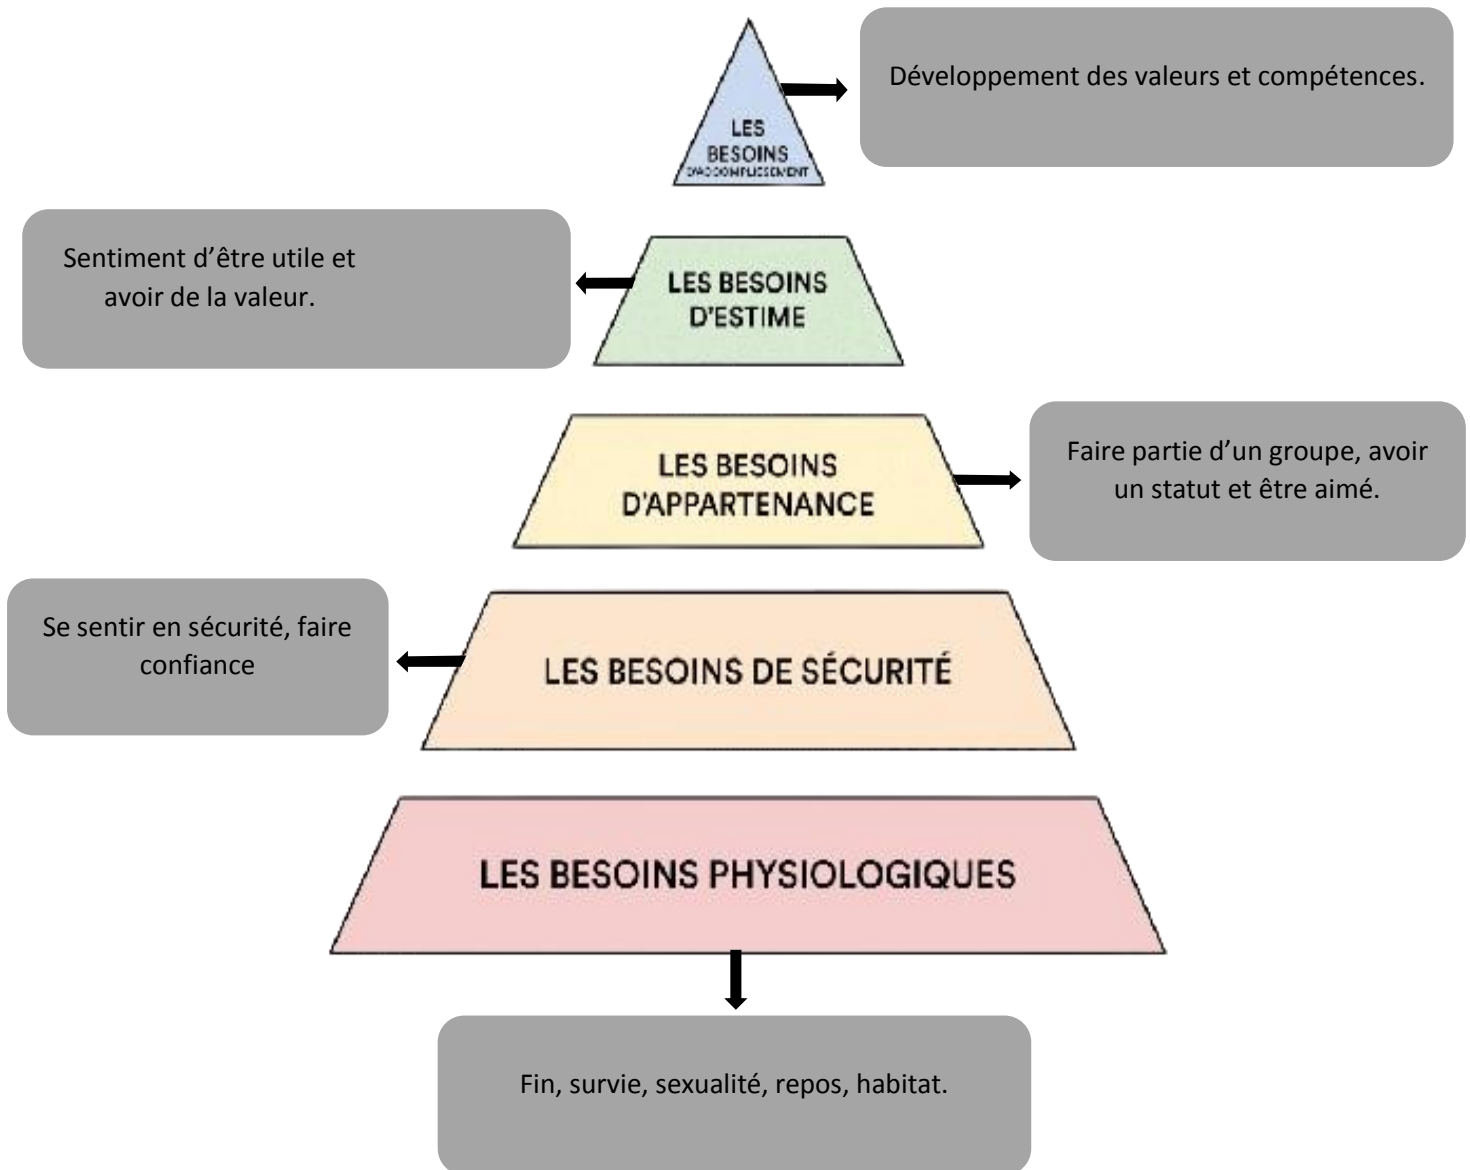 LES
BESOINS
D'ACCOMPLISSEMENT
Développement des valeurs et compétences.
Sentiment d'être utile et
avoir de la valeur.
LES BESOINS
D'ESTIME
LES BESOINS
D'APPARTENANCE
Faire partie d'un groupe, avoir
un statut et être aimé.
Se sentir en sécurité, faire
confiance
LES BESOINS DE SÉCURITÉ
LES BESOINS PHYSIOLOGIQUES
Fin, survie, sexualité, repos, habitat.